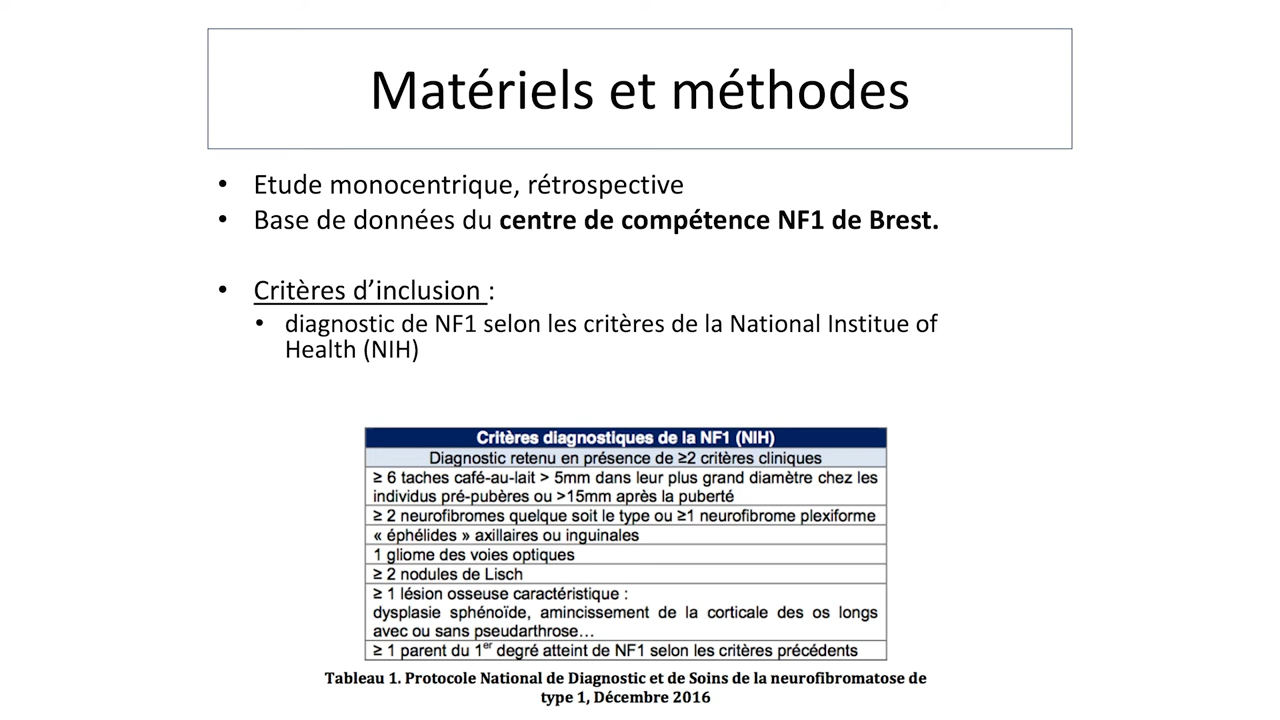 Matériels et méthodes
• Etude monocentrique, rétrospective
• Base de données du centre de compétence NF1 de Brest.
• Critères d’inclusion :
• diagnostic de NF1 selon les critères de la National Institue of
Health (NIH)
Critères diagnostiques de la NF1 (NIH)
Diagnostic retenu en présence de ≥2 critères cliniques
≥ 6 taches café-au-lait > 5mm dans leur plus grand diamètre chez les
individus pré-pubères ou >15mm après la puberté
≥ 2 neurofibromes quelque soit le type ou ≥1 neurofibrome plexiforme
« éphélides » axillaires ou inguinales
1 gliome des voies optiques
≥ 2 nodules de Lisch
≥ 1 lésion osseuse caractéristique :
dysplasie sphénoïde, amincissement de la corticale des os longs
avec ou sans pseudarthrose…
≥ 1 parent du 1er degré atteint de NF1 selon les critères précédents
Tableau 1. Protocole National de Diagnostic et de Soins de la neurofibromatose de
type 1, Décembre 2016